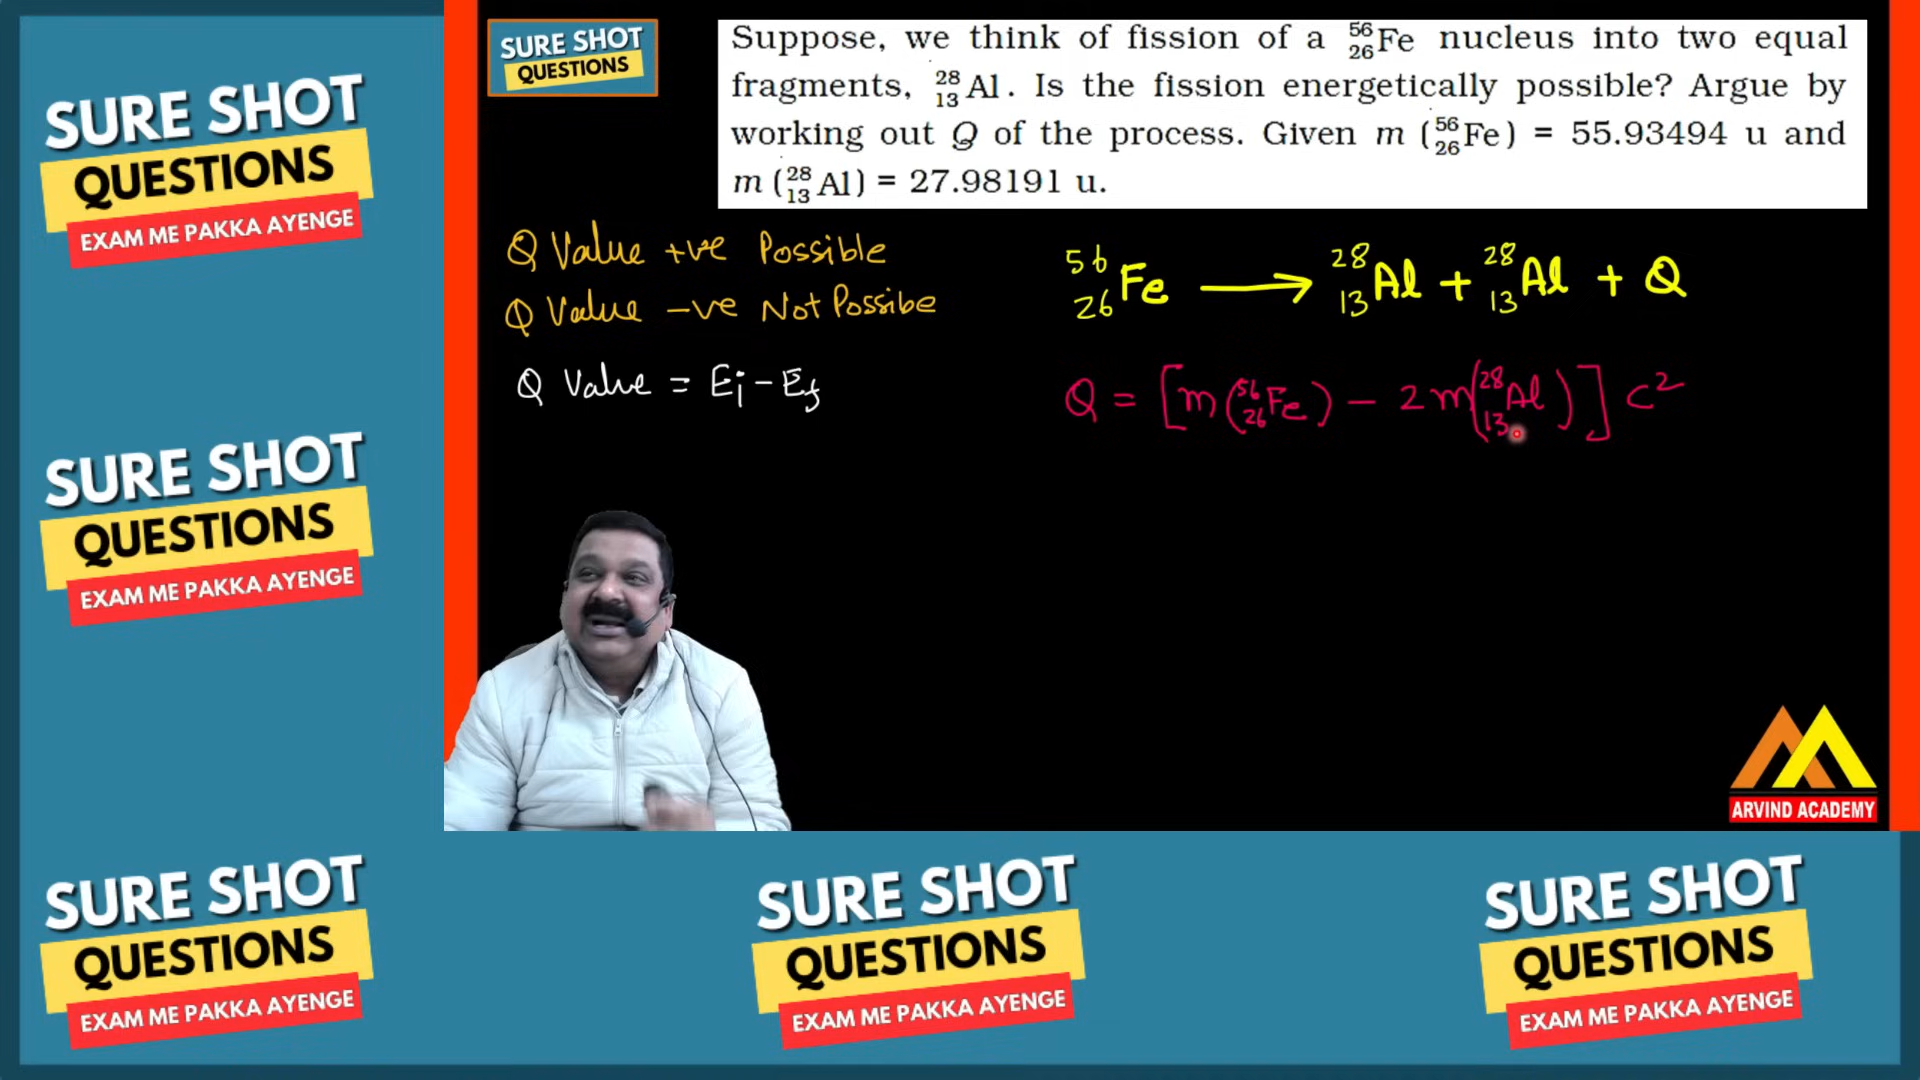 SURE SHOT
QUESTIONS
EXAM ME PAKKA AYENGE
SURE SHOT
QUESTIONS
EXAM ME PAKKA AYENGE
SURE SHOT
QUESTIONS
Suppose, we think of fission of a ⁵⁶₂₆Fe nucleus into two equal
fragments, ²⁸₁₃Al. Is the fission energetically possible? Argue by
working out Q of the process. Given m (⁵⁶₂₆Fe) = 55.93494 u and
m (²⁸₁₃Al) = 27.98191 u.
Q Value +ve Possible
Q Value -ve Not Possibe
Q Value = Ei - Ef
⁵⁶₂₆Fe ⟶ ²⁸₁₃Al + ²⁸₁₃Al + Q
Q = [m(⁵⁶₂₆Fe) - 2m(²⁸₁₃Al)] c²
ARVIND ACADEMY
SURE SHOT
QUESTIONS
EXAM ME PAKKA AYENGE
SURE SHOT
QUESTIONS
EXAM ME PAKKA AYENGE
SURE SHOT
QUESTIONS
EXAM ME PAKKA AYENGE